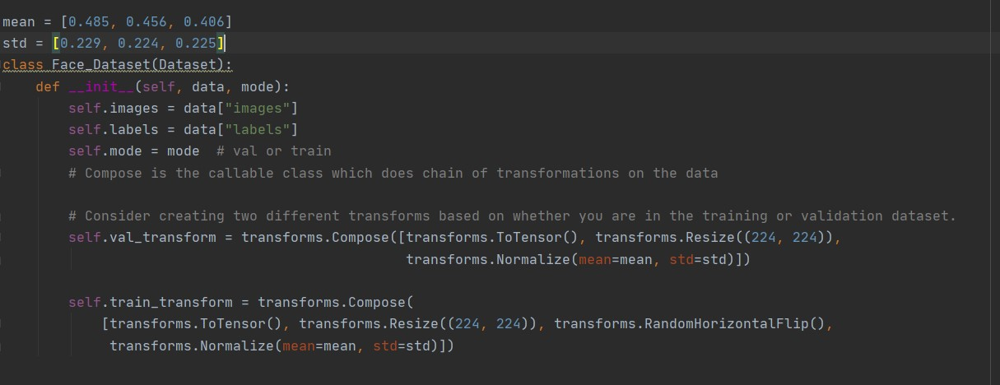 mean = [0.485, 0.456, 0.406]
std = [0.229, 0.224, 0.225]
class Face_Dataset(Dataset):
    def __init__(self, data, mode):
        self.images = data["images"]
        self.labels = data["labels"]
        self.mode = mode  # val or train
        # Compose is the callable class which does chain of transformations on the data
        # Consider creating two different transforms based on whether you are in the training or validation dataset.
        self.val_transform = transforms.Compose([transforms.ToTensor(), transforms.Resize((224, 224)),
                                                 transforms.Normalize(mean=mean, std=std)])
        self.train_transform = transforms.Compose(
            [transforms.ToTensor(), transforms.Resize((224, 224)), transforms.RandomHorizontalFlip(),
             transforms.Normalize(mean=mean, std=std)])